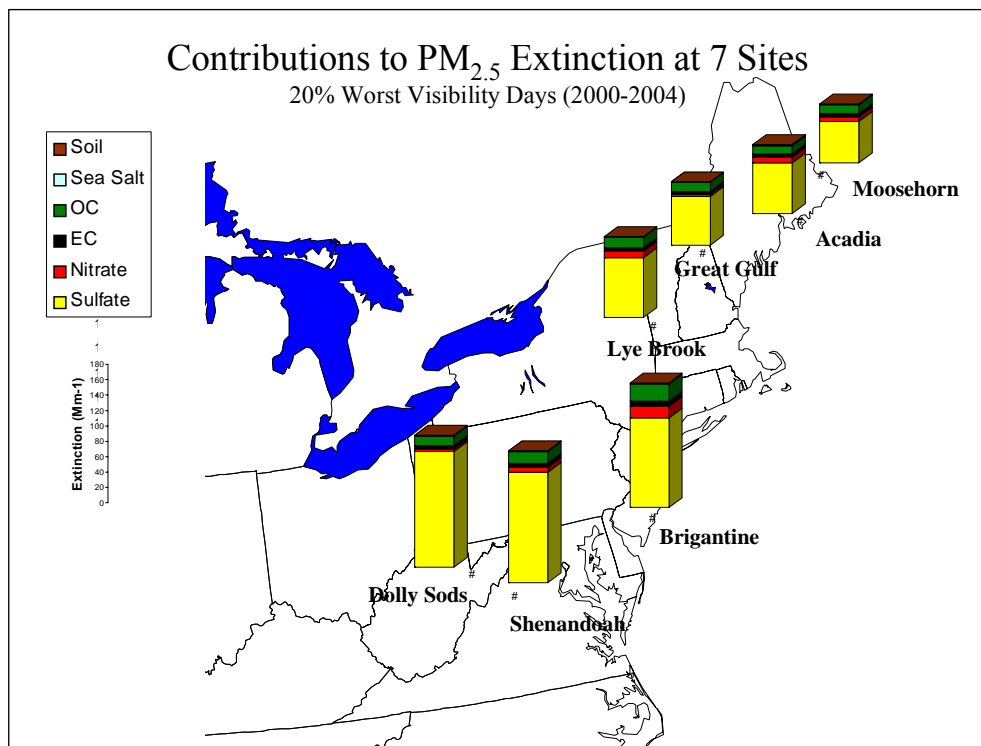 Contributions to PM2.5 Extinction at 7 Sites
20% Worst Visibility Days (2000-2004)
Soil
Sea Salt
OC
EC
Nitrate
Sulfate
Extinction (Mm-1)
180
160
140
120
100
80
60
40
20
0
#
Moosehorn
#
Acadia
#
Great Gulf
#
Lye Brook
#
Brigantine
#
Dolly Sods
#
Shenandoah